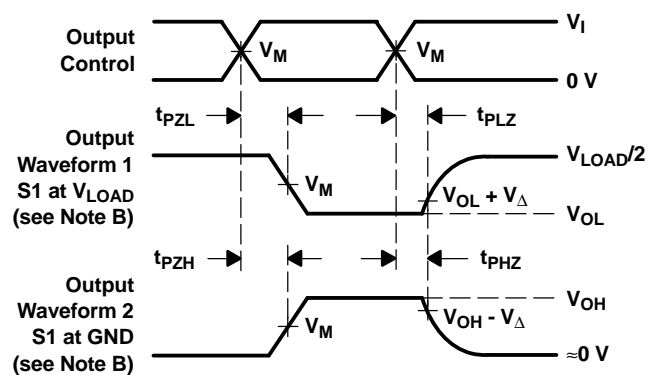 Output
Control
V_M
V_M
V_I
0 V
t_PZL
t_PLZ
Output
Waveform 1
S1 at V_LOAD
(see Note B)
V_M
V_LOAD/2
V_OL + V_Δ
V_OL
t_PZH
t_PHZ
Output
Waveform 2
S1 at GND
(see Note B)
V_M
V_OH
V_OH - V_Δ
≈0 V